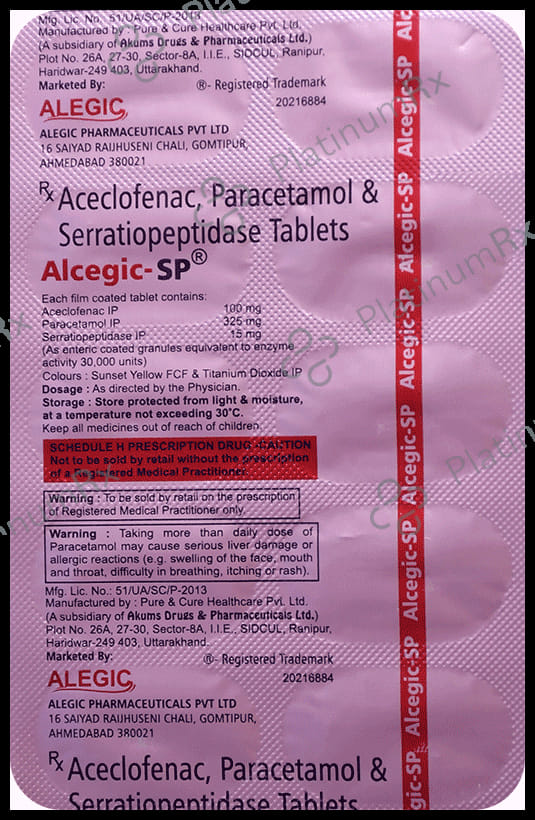 Mfg. Lic. No.: 51/UA/SC/P-2013
Manufactured by : Pure & Cure Healthcare Pvt. Ltd.
(A subsidiary of Akums Drugs & Pharmaceuticals Ltd.)
Plot No. 26A, 27-30, Sector-8A, I.I.E., SIDCUL, Ranipur,
Haridwar-249 403, Uttarakhand.
Marketed By: ®- Registered Trademark
ALEGIC 20216884
ALEGIC PHARMACEUTICALS PVT LTD
16 SAIYAD RAIJHUSENI CHALI, GOMTIPUR,
AHMEDABAD 380021
Rx Aceclofenac, Paracetamol &
Serratiopeptidase Tablets
Alcegic-SP®
Each film coated tablet contains:
Aceclofenac IP 100 mg
Paracetamol IP 325 mg
Serratiopeptidase IP 15 mg
(As enteric coated granules equivalent to enzyme
activity 30,000 units)
Colours : Sunset Yellow FCF & Titanium Dioxide IP
Dosage : As directed by the Physician.
Storage : Store protected from light & moisture,
at a temperature not exceeding 30°C.
Keep all medicines out of reach of children.
SCHEDULE H PRESCRIPTION DRUG -CAUTION
Not to be sold by retail without the prescription
of a Registered Medical Practitioner.
Warning : To be sold by retail on the prescription
of Registered Medical Practitioner only.
Warning : Taking more than daily dose of
Paracetamol may cause serious liver damage or
allergic reactions (e.g. swelling of the face, mouth
and throat, difficulty in breathing, itching or rash).
Mfg. Lic. No.: 51/UA/SC/P-2013
Manufactured by : Pure & Cure Healthcare Pvt. Ltd.
(A subsidiary of Akums Drugs & Pharmaceuticals Ltd.)
Plot No. 26A, 27-30, Sector-8A, I.I.E., SIDCUL, Ranipur,
Haridwar-249 403, Uttarakhand.
Marketed By: ®- Registered Trademark
ALEGIC 20216884
ALEGIC PHARMACEUTICALS PVT LTD
16 SAIYAD RAIJHUSENI CHALI, GOMTIPUR,
AHMEDABAD 380021
Rx Aceclofenac, Paracetamol &
Serratiopeptidase Tablets
Alcegic-SP
Alcegic-SP
Alcegic-SP
Alcegic-SP
Alcegic-SP
Alcegic-SP
gic-SP
PlatinumRx
PlatinumRx
PlatinumRx